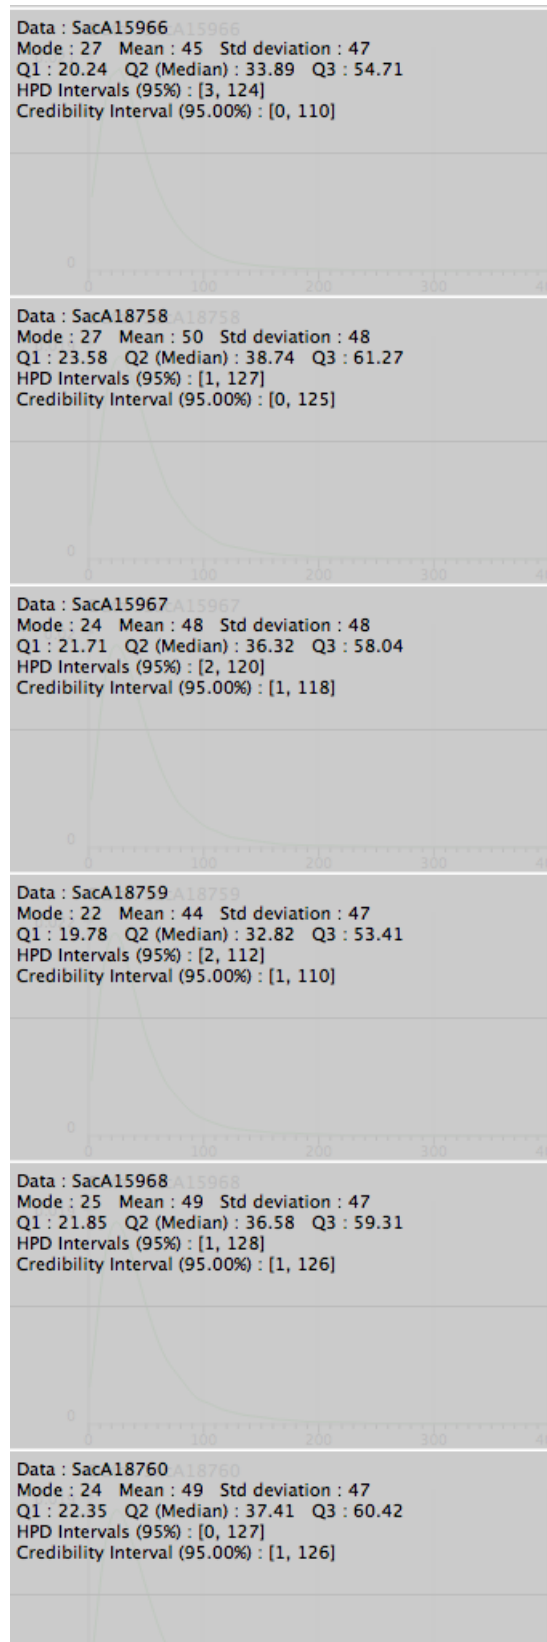 Data : SacA15966
Mode : 27   Mean : 45   Std deviation : 47
Q1 : 20.24   Q2 (Median) : 33.89   Q3 : 54.71
HPD Intervals (95%) : [3, 124]
Credibility Interval (95.00%) : [0, 110]
0
0 100 200 300
Data : SacA18758
Mode : 27   Mean : 50   Std deviation : 48
Q1 : 23.58   Q2 (Median) : 38.74   Q3 : 61.27
HPD Intervals (95%) : [1, 127]
Credibility Interval (95.00%) : [0, 125]
0
0 100 200 300
Data : SacA15967
Mode : 24   Mean : 48   Std deviation : 48
Q1 : 21.71   Q2 (Median) : 36.32   Q3 : 58.04
HPD Intervals (95%) : [2, 120]
Credibility Interval (95.00%) : [1, 118]
0
0 100 200 300
Data : SacA18759
Mode : 22   Mean : 44   Std deviation : 47
Q1 : 19.78   Q2 (Median) : 32.82   Q3 : 53.41
HPD Intervals (95%) : [2, 112]
Credibility Interval (95.00%) : [1, 110]
0
0 100 200 300
Data : SacA15968
Mode : 25   Mean : 49   Std deviation : 47
Q1 : 21.85   Q2 (Median) : 36.58   Q3 : 59.31
HPD Intervals (95%) : [1, 128]
Credibility Interval (95.00%) : [1, 126]
0
0 100 200 300
Data : SacA18760
Mode : 24   Mean : 49   Std deviation : 47
Q1 : 22.35   Q2 (Median) : 37.41   Q3 : 60.42
HPD Intervals (95%) : [0, 127]
Credibility Interval (95.00%) : [1, 126]